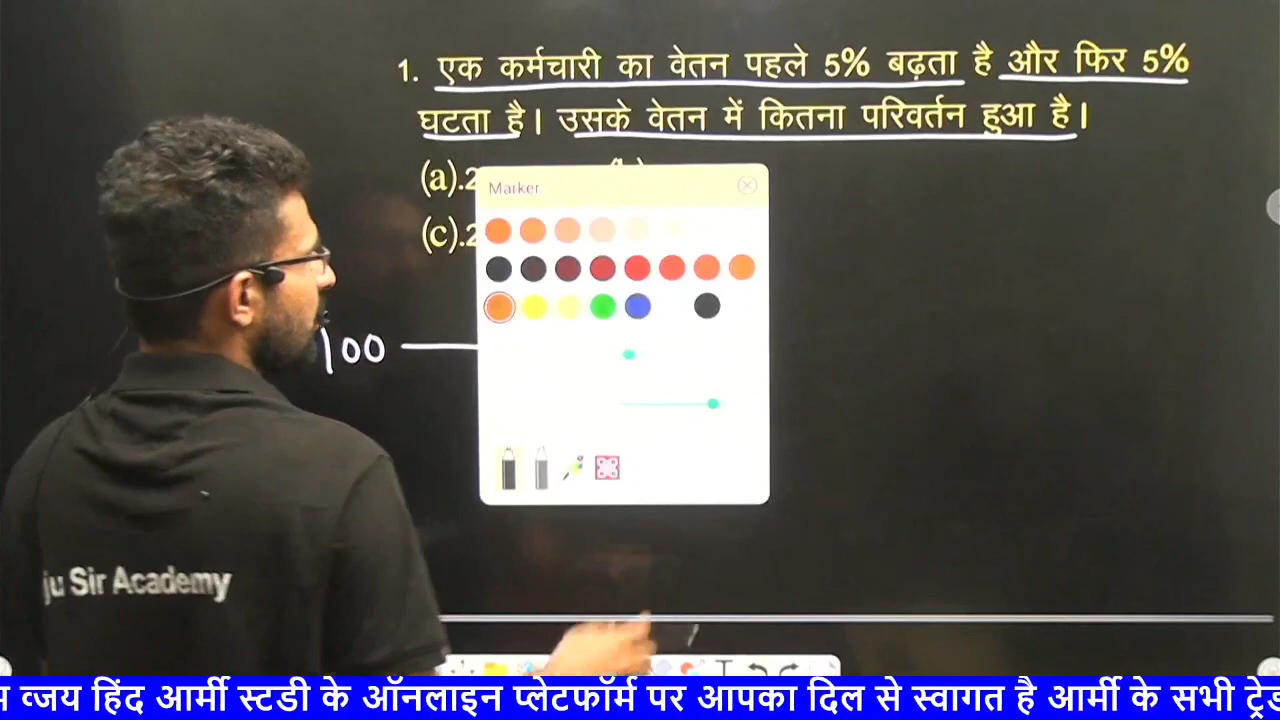 1. एक कर्मचारी का वेतन पहले 5% बढ़ता है और फिर 5%
घटता है। उसके वेतन में कितना परिवर्तन हुआ है।
(a).2
(c).2
Marker
100
ju Sir Academy
जय हिंद आर्मी स्टडी के ऑनलाइन प्लेटफॉर्म पर आपका दिल से स्वागत है आर्मी के सभी